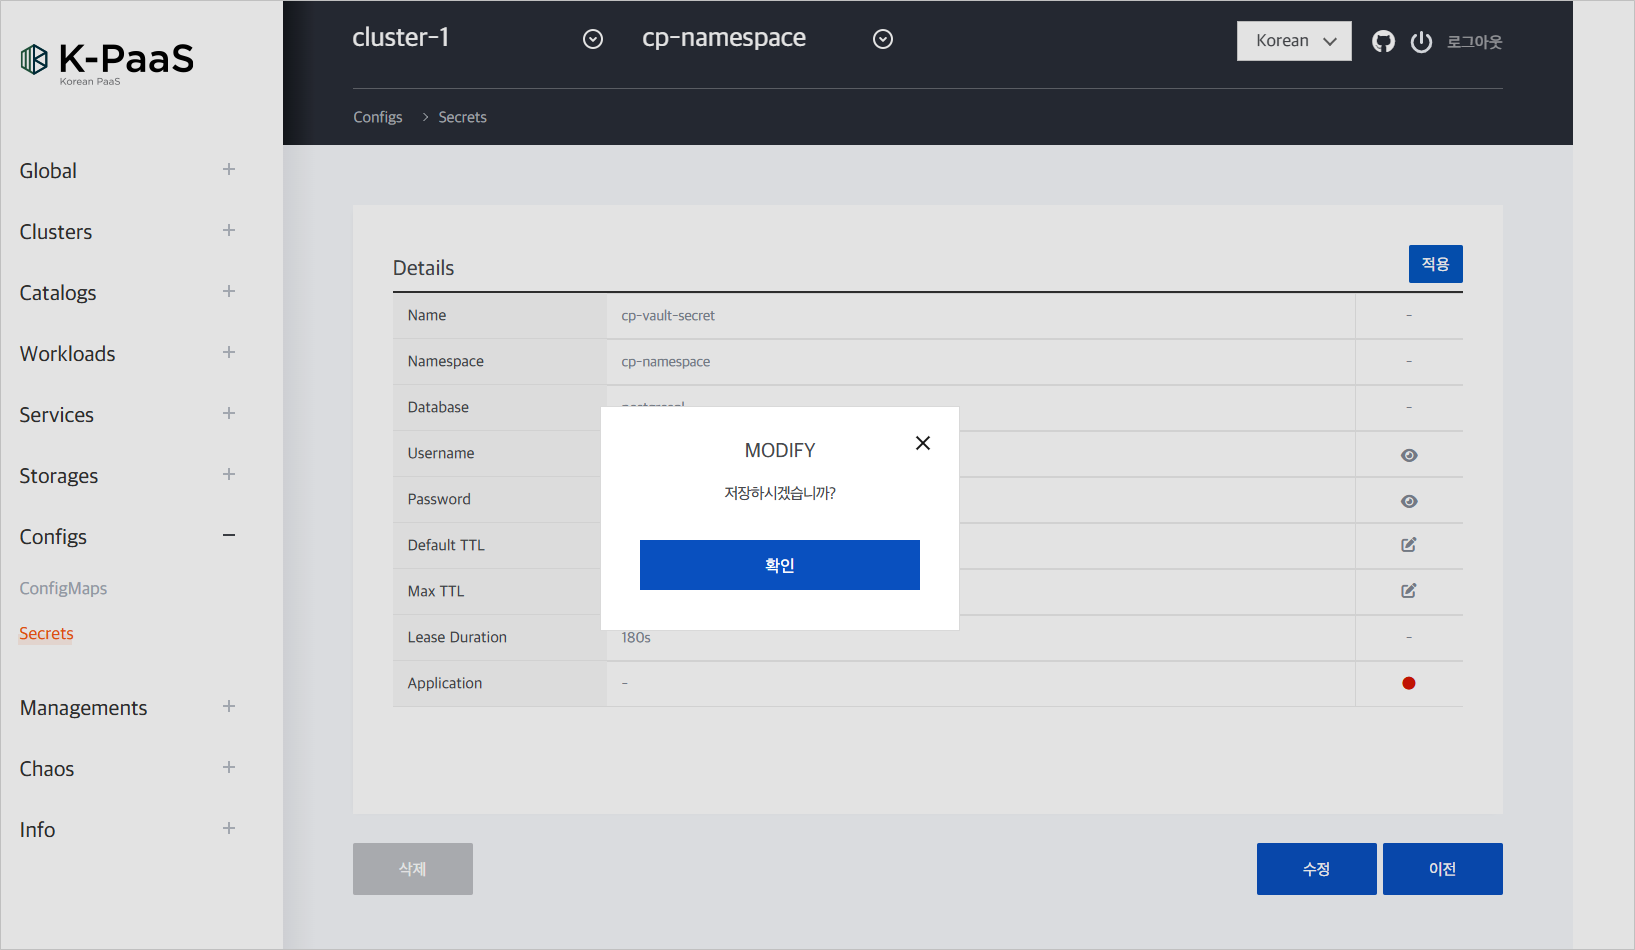 K-PaaS
Korean PaaS
cluster-1
cp-namespace
Korean
로그아웃
Configs > Secrets
Global
Clusters
Catalogs
Workloads
Services
Storages
Configs
ConfigMaps
Secrets
Managements
Chaos
Info
Details
적용
Name cp-vault-secret -
Namespace cp-namespace -
Database -
Username
Password
Default TTL
Max TTL
Lease Duration 180s -
Application -
MODIFY
저장하시겠습니까?
확인
삭제
수정
이전